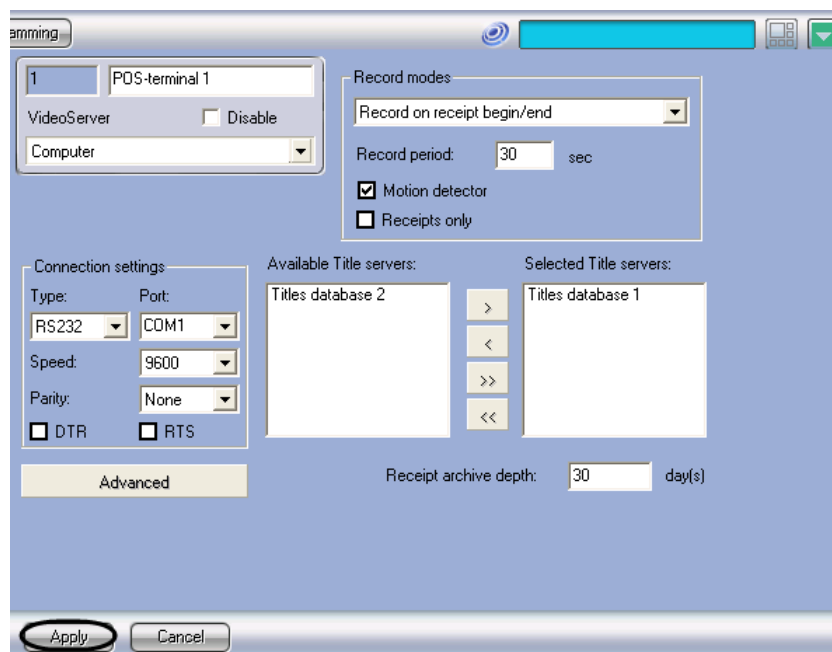 amming
1
POS-terminal 1
VideoServer
Disable
Computer
Record modes
Record on receipt begin/end
Record period: 30 sec
Motion detector
Receipts only
Connection settings
Type: Port:
RS232 COM1
Speed: 9600
Parity: None
DTR RTS
Advanced
Available Title servers:
Titles database 2
>
<
>>
<<
Selected Title servers:
Titles database 1
Receipt archive depth: 30 day(s)
Apply Cancel